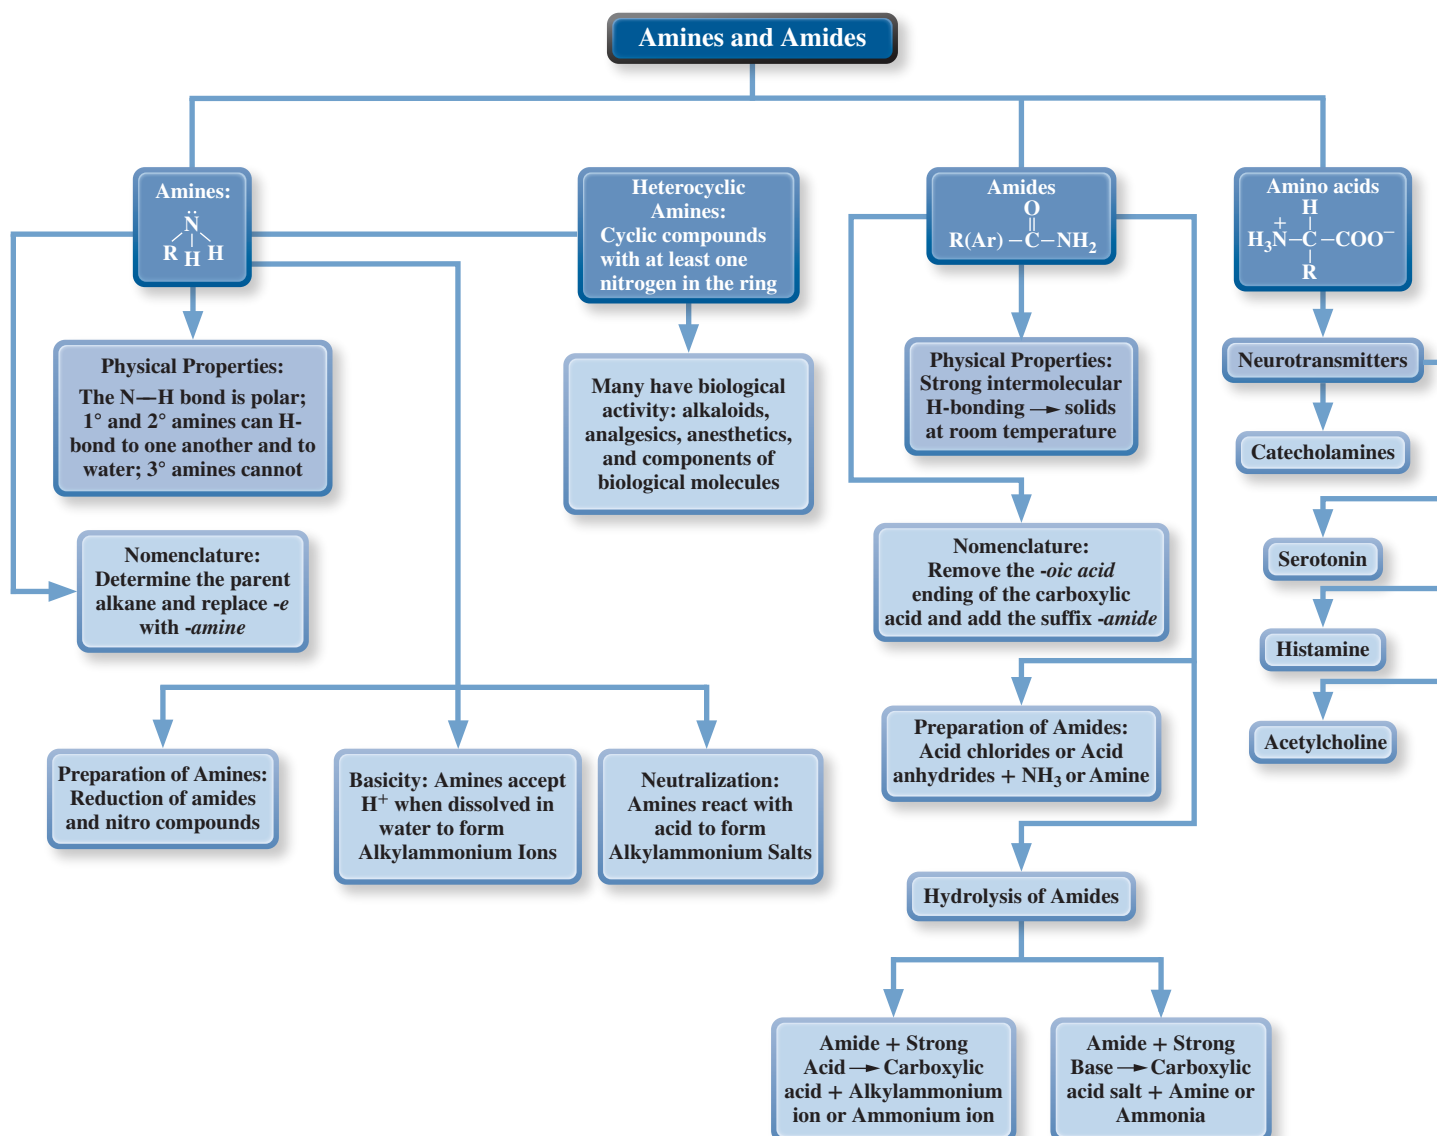 Amines and Amides
Amines:
N̈
R H H
Heterocyclic
Amines:
Cyclic compounds
with at least one
nitrogen in the ring
Amides
O
R(Ar) – C – NH₂
Amino acids
H
H₃N⁺ – C – COO⁻
R
Physical Properties:
The N—H bond is polar;
1° and 2° amines can H-
bond to one another and to
water; 3° amines cannot
Many have biological
activity: alkaloids,
analgesics, anesthetics,
and components of
biological molecules
Physical Properties:
Strong intermolecular
H-bonding → solids
at room temperature
Neurotransmitters
Catecholamines
Serotonin
Histamine
Acetylcholine
Nomenclature:
Determine the parent
alkane and replace -e
with -amine
Nomenclature:
Remove the -oic acid
ending of the carboxylic
acid and add the suffix -amide
Preparation of Amines:
Reduction of amides
and nitro compounds
Basicity: Amines accept
H⁺ when dissolved in
water to form
Alkylammonium Ions
Neutralization:
Amines react with
acid to form
Alkylammonium Salts
Preparation of Amides:
Acid chlorides or Acid
anhydrides + NH₃ or Amine
Hydrolysis of Amides
Amide + Strong
Acid → Carboxylic
acid + Alkylammonium
ion or Ammonium ion
Amide + Strong
Base → Carboxylic
acid salt + Amine or
Ammonia